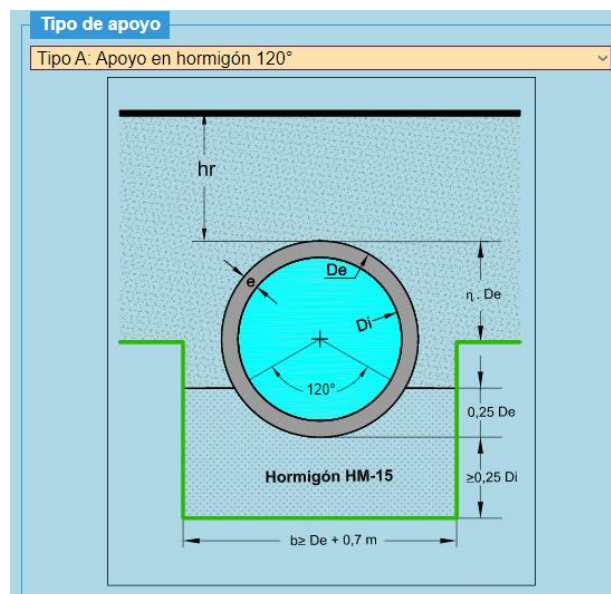 Tipo de apoyo
Tipo A: Apoyo en hormigón 120°
hr
De
e
η . De
Di
120°
0,25 De
Hormigón HM-15
≥0,25 Di
b≥ De + 0,7 m